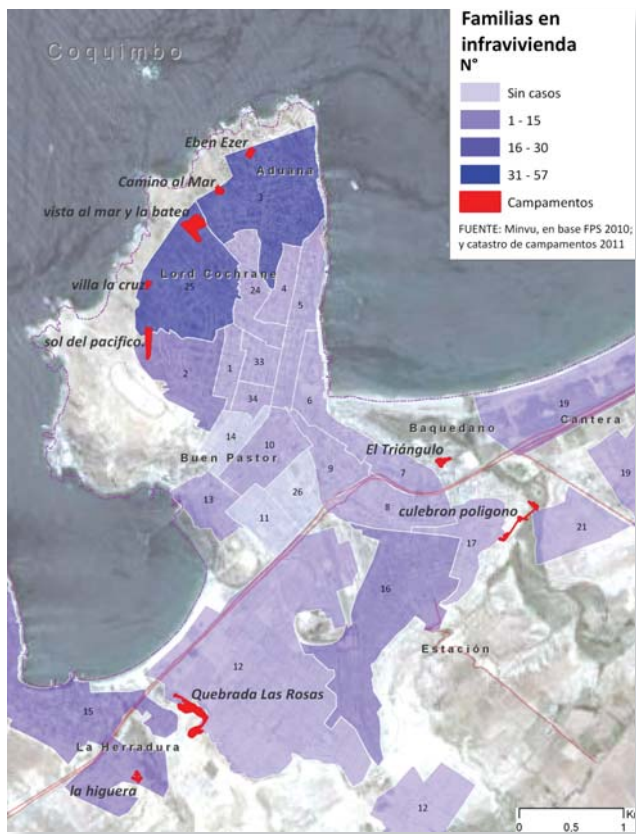 Familias en
infravivienda
N°
Sin casos
1 - 15
16 - 30
31 - 57
Campamentos
FUENTE: Minvu, en base FPS 2010;
y catastro de campamentos 2011
Coquimbo
Eben Ezer
Aduana
Camino al Mar
3
vista al mar y la batea
Lord Cochrane
villa la cruz
25
24
4
5
sol del pacifico.
2
1
33
34
6
19
Cantera
Baquedano
14
10
Buen Pastor
El Triángulo
9
7
19
13
26
11
8
culebron poligono
17
21
16
Estación
12
Quebrada Las Rosas
15
La Herradura
la higuera
12
0
0.5
1